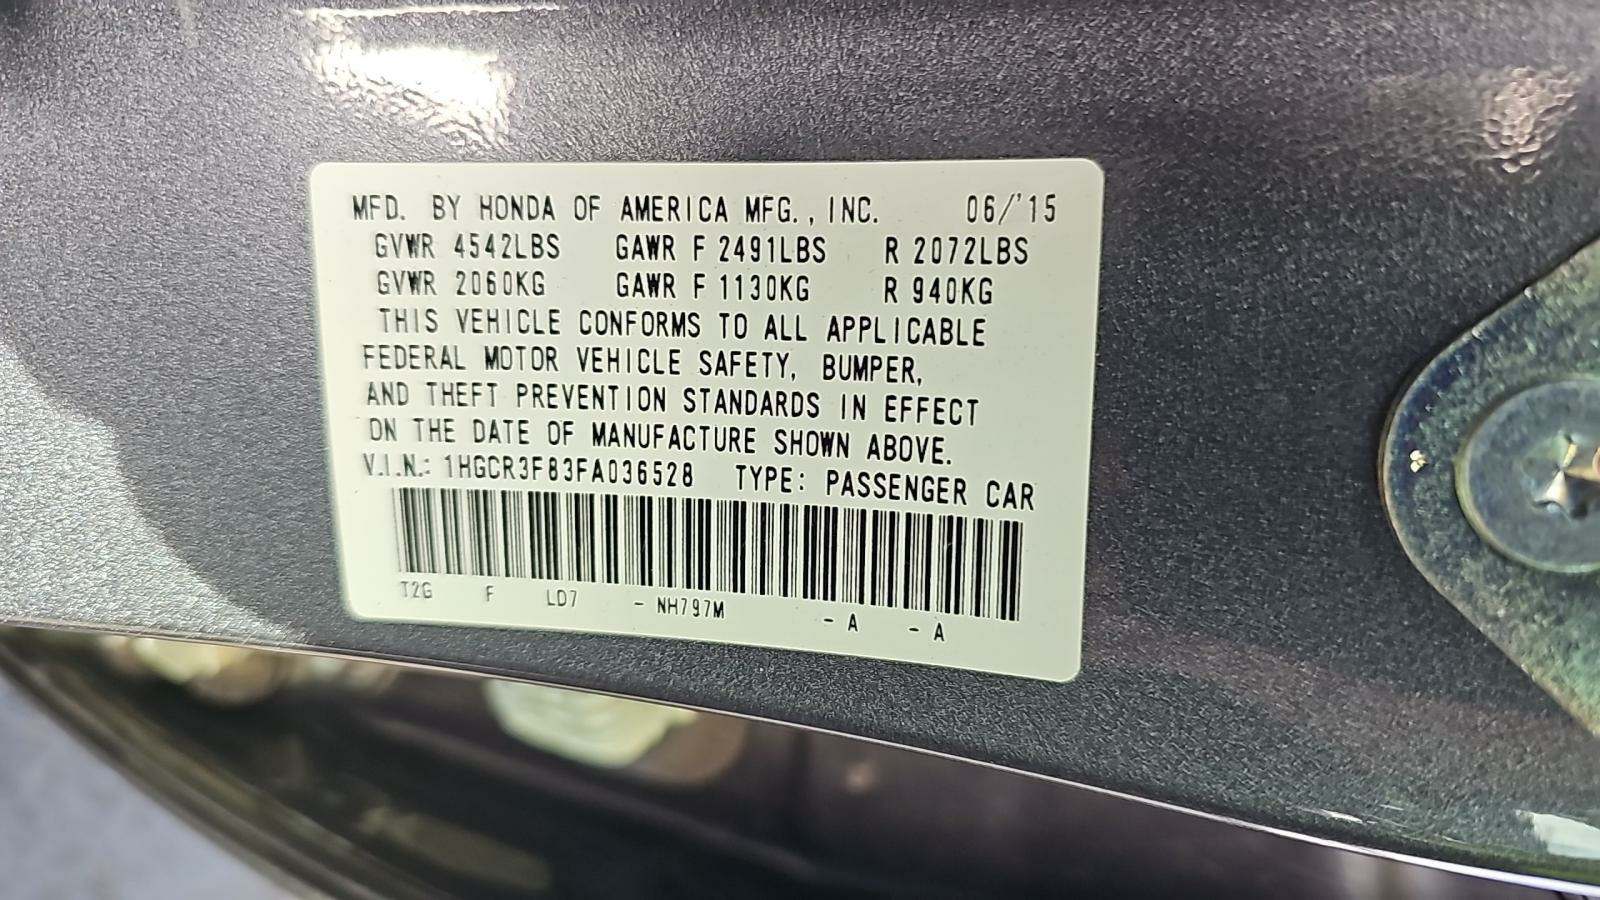 MFD. BY HONDA OF AMERICA MFG., INC. 06/'15
GVWR 4542LBS GAWR F 2491LBS R 2072LBS
GVWR 2060KG GAWR F 1130KG R 940KG
THIS VEHICLE CONFORMS TO ALL APPLICABLE
FEDERAL MOTOR VEHICLE SAFETY, BUMPER,
AND THEFT PREVENTION STANDARDS IN EFFECT
ON THE DATE OF MANUFACTURE SHOWN ABOVE.
V.I.N.: 1HGCR3F83FA036528 TYPE: PASSENGER CAR
T2G F LD7 - NH797M - A - A